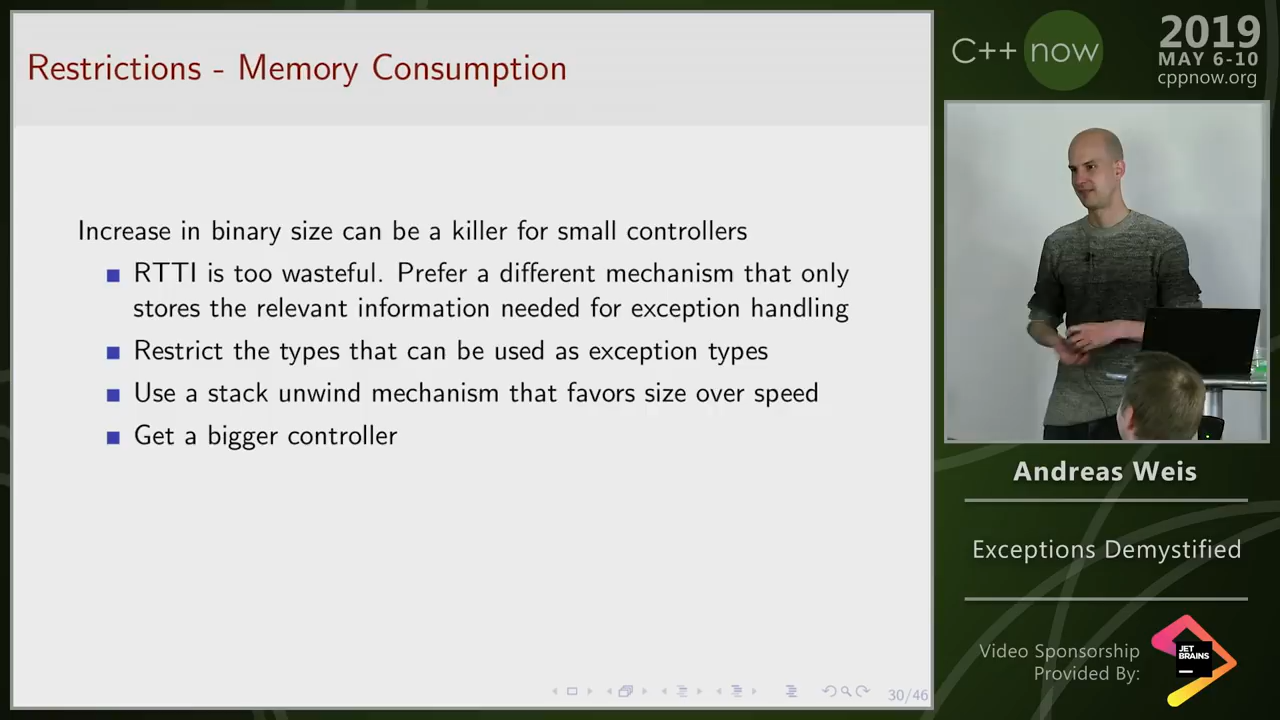 Restrictions - Memory Consumption
Increase in binary size can be a killer for small controllers
RTTI is too wasteful. Prefer a different mechanism that only
stores the relevant information needed for exception handling
Restrict the types that can be used as exception types
Use a stack unwind mechanism that favors size over speed
Get a bigger controller
30/46
C++ now
2019
MAY 6-10
cppnow.org
Andreas Weis
Exceptions Demystified
Video Sponsorship
Provided By:
JET
BRAINS